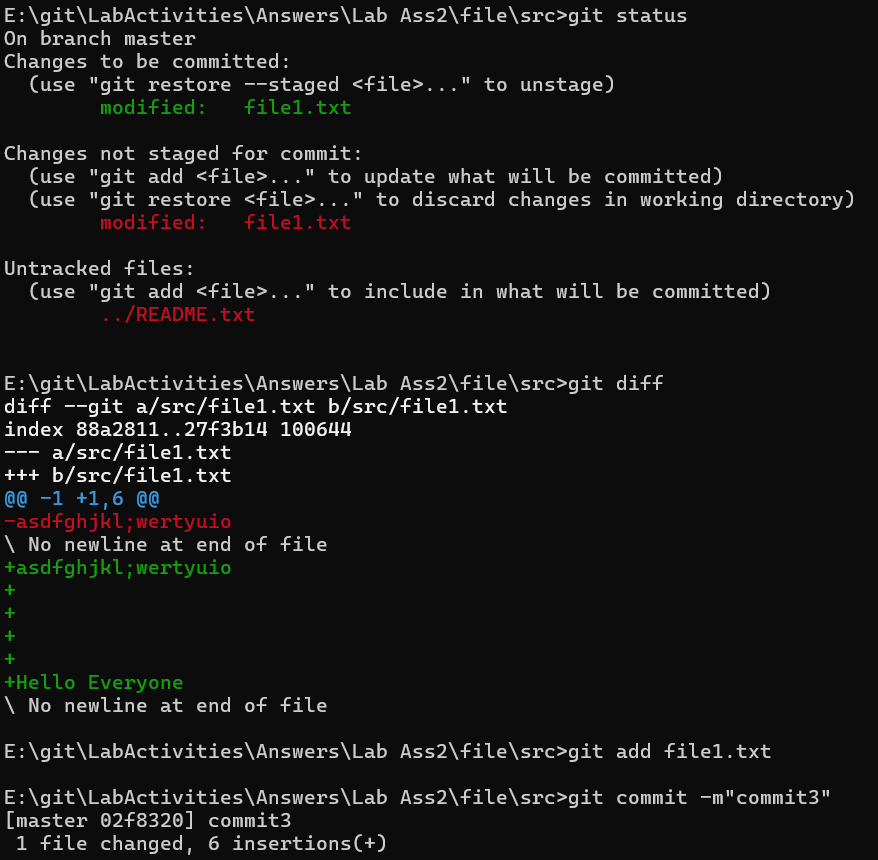 E:\git\LabActivities\Answers\Lab Ass2\file\src>git status
On branch master
Changes to be committed:
  (use "git restore --staged <file>..." to unstage)
        modified:   file1.txt

Changes not staged for commit:
  (use "git add <file>..." to update what will be committed)
  (use "git restore <file>..." to discard changes in working directory)
        modified:   file1.txt

Untracked files:
  (use "git add <file>..." to include in what will be committed)
        ../README.txt


E:\git\LabActivities\Answers\Lab Ass2\file\src>git diff
diff --git a/src/file1.txt b/src/file1.txt
index 88a2811..27f3b14 100644
--- a/src/file1.txt
+++ b/src/file1.txt
@@ -1 +1,6 @@
-asdfghjkl;wertyuio
\ No newline at end of file
+asdfghjkl;wertyuio
+
+
+
+
+Hello Everyone
\ No newline at end of file

E:\git\LabActivities\Answers\Lab Ass2\file\src>git add file1.txt

E:\git\LabActivities\Answers\Lab Ass2\file\src>git commit -m"commit3"
[master 02f8320] commit3
 1 file changed, 6 insertions(+)